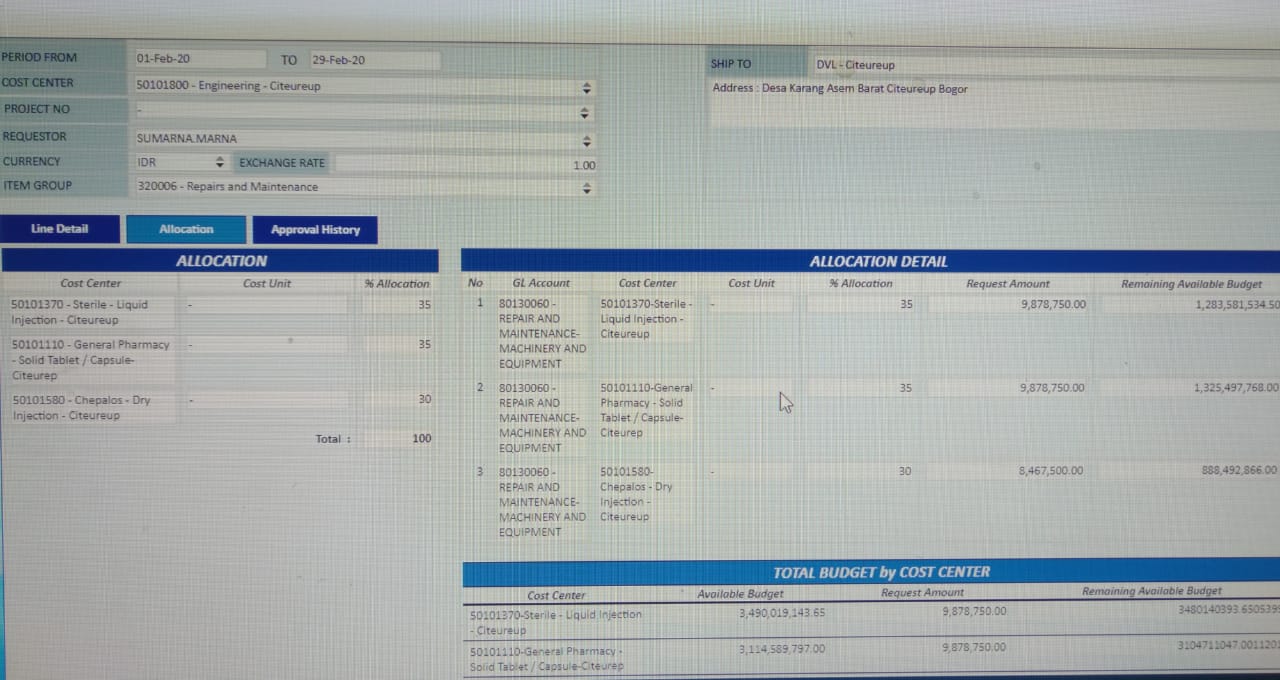 PERIOD FROM 01-Feb-20 TO 29-Feb-20
SHIP TO DVL - Citeureup
COST CENTER 50101800 - Engineering - Citeureup
Address : Desa Karang Asem Barat Citeureup Bogor
PROJECT NO -
REQUESTOR SUMARNA.MARNA
CURRENCY IDR EXCHANGE RATE 1.00
ITEM GROUP 320006 - Repairs and Maintenance
Line Detail Allocation Approval History
ALLOCATION
Cost Center Cost Unit % Allocation
50101370 - Sterile - Liquid - 35
Injection - Citeureup
50101110 - General Pharmacy - 35
- Solid Tablet / Capsule-
Citeurep
50101580 - Chepalos - Dry - 30
Injection - Citeureup
Total : 100
ALLOCATION DETAIL
No GL Account Cost Center Cost Unit % Allocation Request Amount Remaining Available Budget
1 80130060 - 50101370-Sterile - - 35 9,878,750.00 1,283,581,534.50
REPAIR AND Liquid Injection -
MAINTENANCE- Citeureup
MACHINERY AND
EQUIPMENT
2 80130060 - 50101110-General - 35 9,878,750.00 1,325,497,768.00
REPAIR AND Pharmacy - Solid
MAINTENANCE- Tablet / Capsule-
MACHINERY AND Citeurep
EQUIPMENT
3 80130060 - 50101580- - 30 8,467,500.00 888,492,866.00
REPAIR AND Chepalos - Dry
MAINTENANCE- Injection -
MACHINERY AND Citeureup
EQUIPMENT
TOTAL BUDGET by COST CENTER
Cost Center Available Budget Request Amount Remaining Available Budget
50101370-Sterile - Liquid Injection 3,490,019,143.65 9,878,750.00 3480140393.6505399
- Citeureup
50101110-General Pharmacy - 3,114,589,797.00 9,878,750.00 3104711047.0011201
Solid Tablet / Capsule-Citeurep